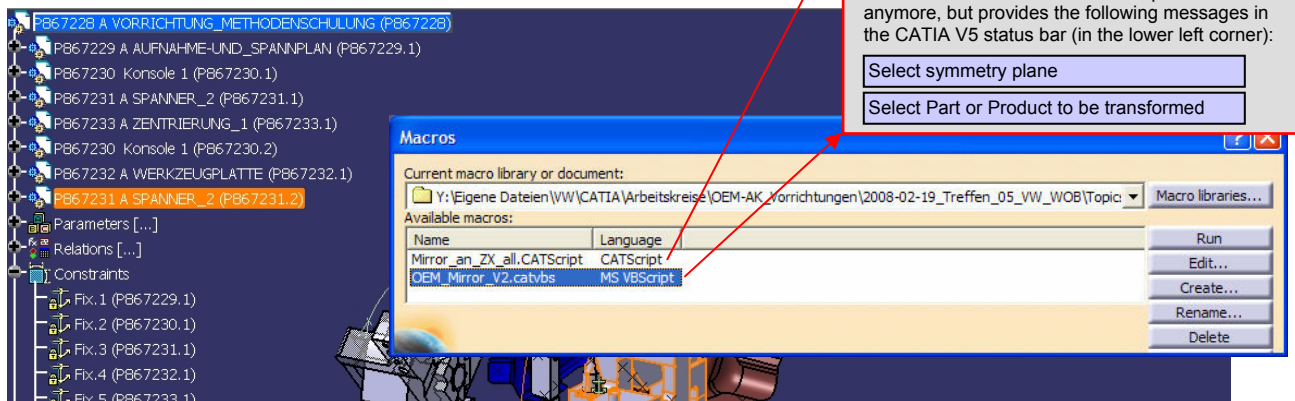 P867228 A VORRICHTUNG_METHODENSCHULUNG (P867228)
P867229 A AUFNAHME-UND_SPANNPLAN (P867229.1)
P867230 Konsole 1 (P867230.1)
P867231 A SPANNER_2 (P867231.1)
P867233 A ZENTRIERUNG_1 (P867233.1)
P867230 Konsole 1 (P867230.2)
P867232 A WERKZEUGPLATTE (P867232.1)
P867231 A SPANNER_2 (P867231.2)
Parameters [...]
Relations [...]
Constraints
Fix.1 (P867229.1)
Fix.2 (P867230.1)
Fix.3 (P867231.1)
Fix.4 (P867232.1)
Fix.5 (P867233.1)
anymore, but provides the following messages in
the CATIA V5 status bar (in the lower left corner):
Select symmetry plane
Select Part or Product to be transformed
Macros
Current macro library or document:
Y:\Eigene Dateien\VW\CATIA\Arbeitskreise\OEM-AK_Vorrichtungen\2008-02-19_Treffen_05_VW_WOB\Topic
Macro libraries...
Available macros:
Name Language
Mirror_an_ZX_all.CATScript CATScript
OEM_Mirror_V2.catvbs MS VBScript
Run
Edit...
Create...
Rename...
Delete